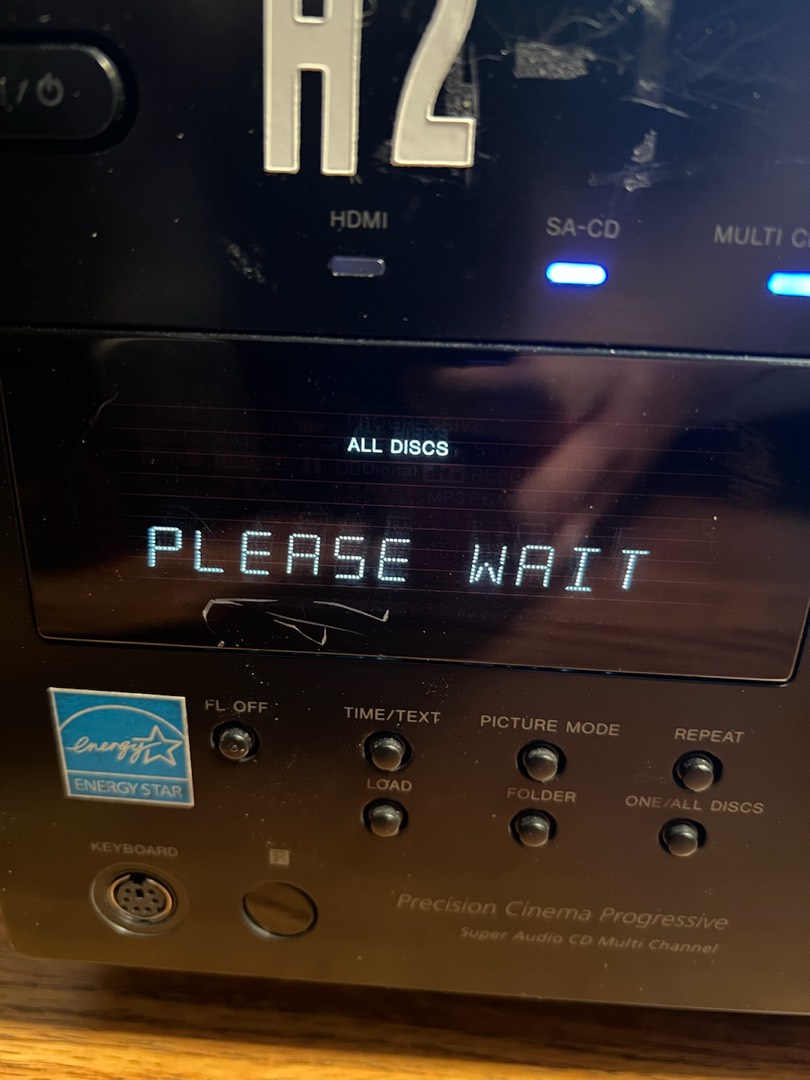 A2
I/⏻
HDMI
SA-CD
MULTI C
ALL DISCS
PLEASE WAIT
FL OFF
TIME/TEXT
PICTURE MODE
REPEAT
LOAD
FOLDER
ONE/ALL DISCS
energy
ENERGY STAR
KEYBOARD
R
Precision Cinema Progressive
Super Audio CD Multi Channel